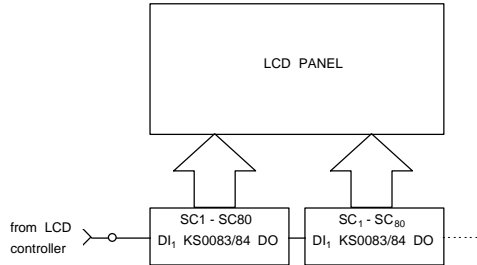 LCD PANEL
SC1 - SC80
SC₁ - SC₈₀
from LCD
controller
DI₁ KS0083/84 DO
DI₁ KS0083/84 DO